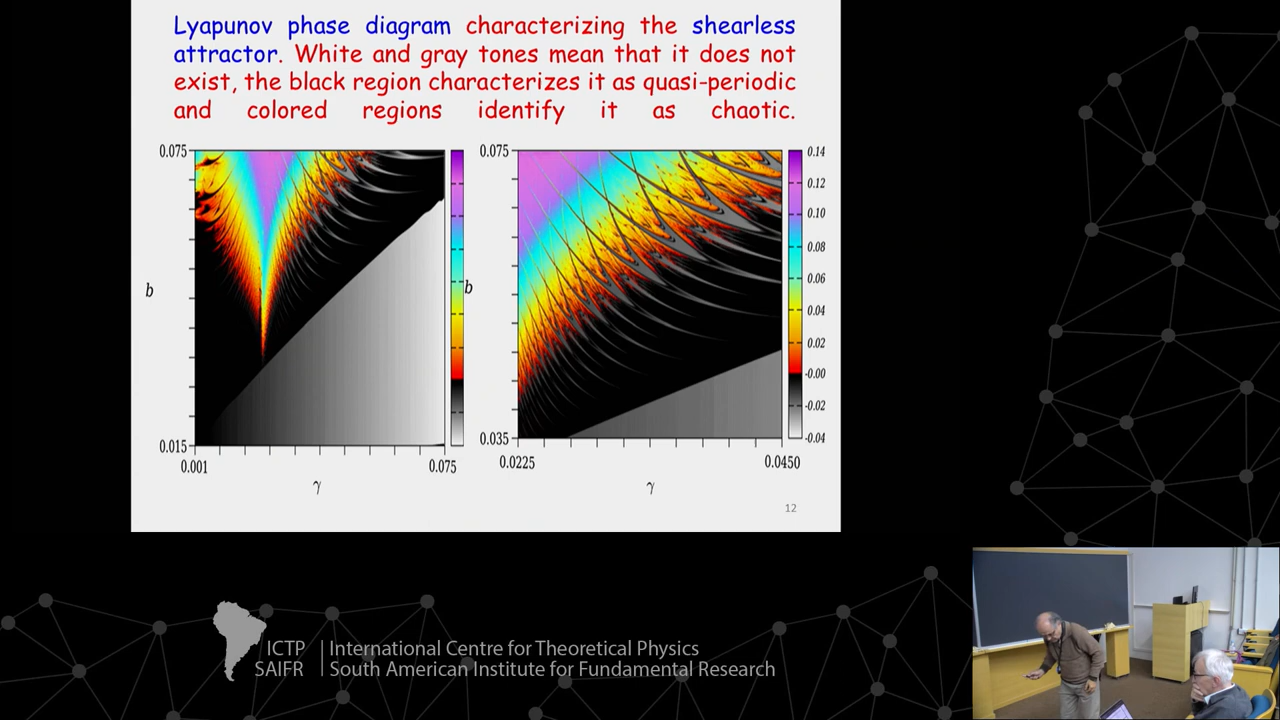 Lyapunov phase diagram characterizing the shearless
attractor. White and gray tones mean that it does not
exist, the black region characterizes it as quasi-periodic
and colored regions identify it as chaotic.
0.075
b
0.015
0.001
0.075
γ
0.075
b
0.035
0.0225
0.0450
γ
0.14
0.12
0.10
0.08
0.06
0.04
0.02
-0.00
-0.02
-0.04
12
ICTP
SAIFR
International Centre for Theoretical Physics
South American Institute for Fundamental Research